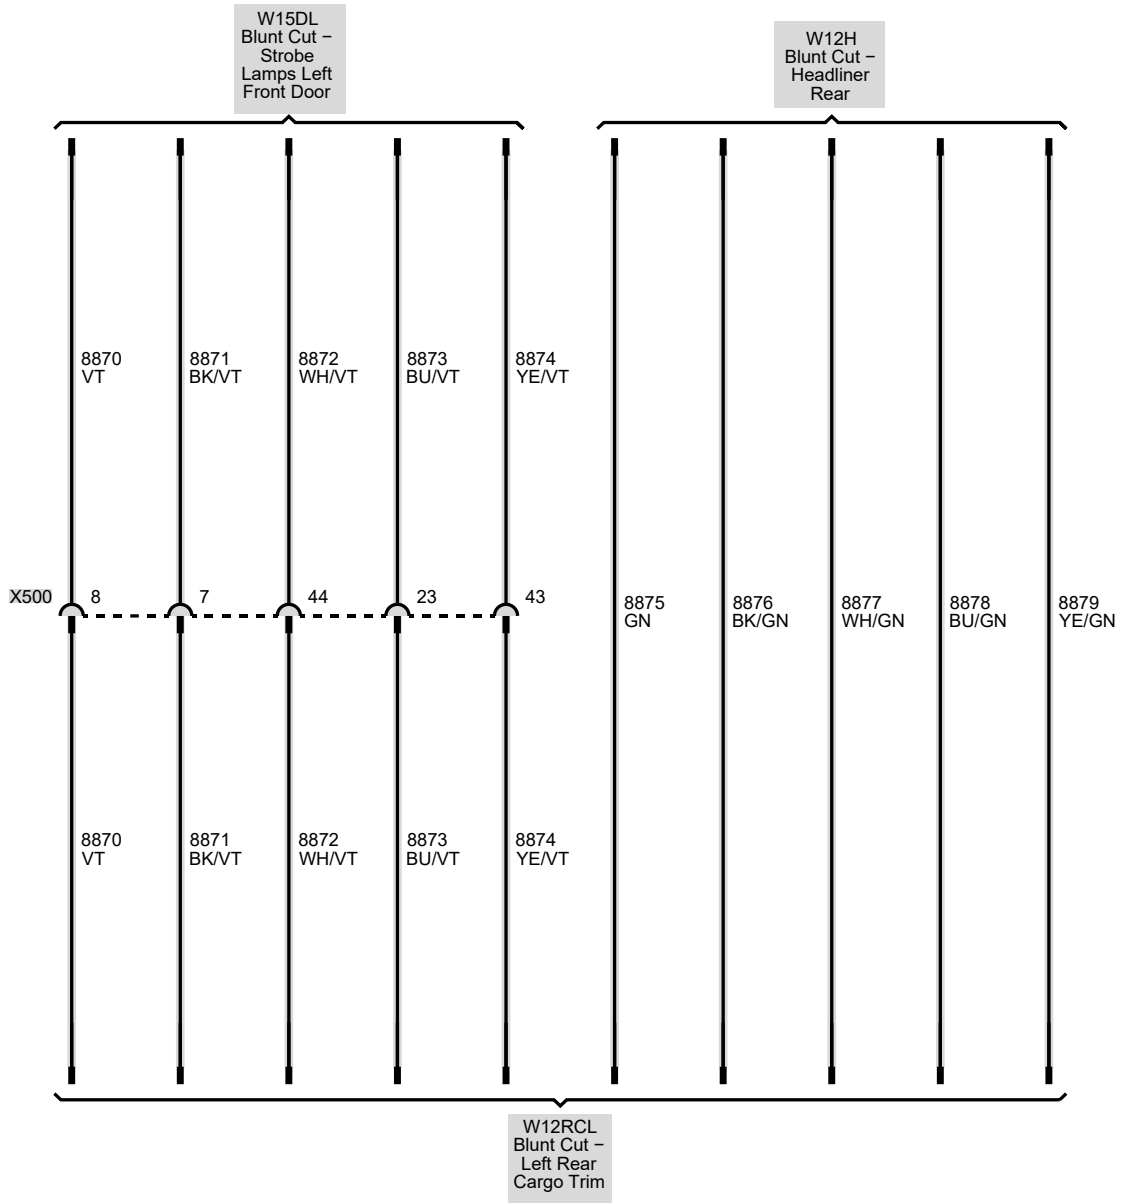 W15DL
Blunt Cut –
Strobe
Lamps Left
Front Door
W12H
Blunt Cut –
Headliner
Rear
8870
VT
8871
BK/VT
8872
WH/VT
8873
BU/VT
8874
YE/VT
X500
8
7
44
23
43
8875
GN
8876
BK/GN
8877
WH/GN
8878
BU/GN
8879
YE/GN
8870
VT
8871
BK/VT
8872
WH/VT
8873
BU/VT
8874
YE/VT
W12RCL
Blunt Cut –
Left Rear
Cargo Trim